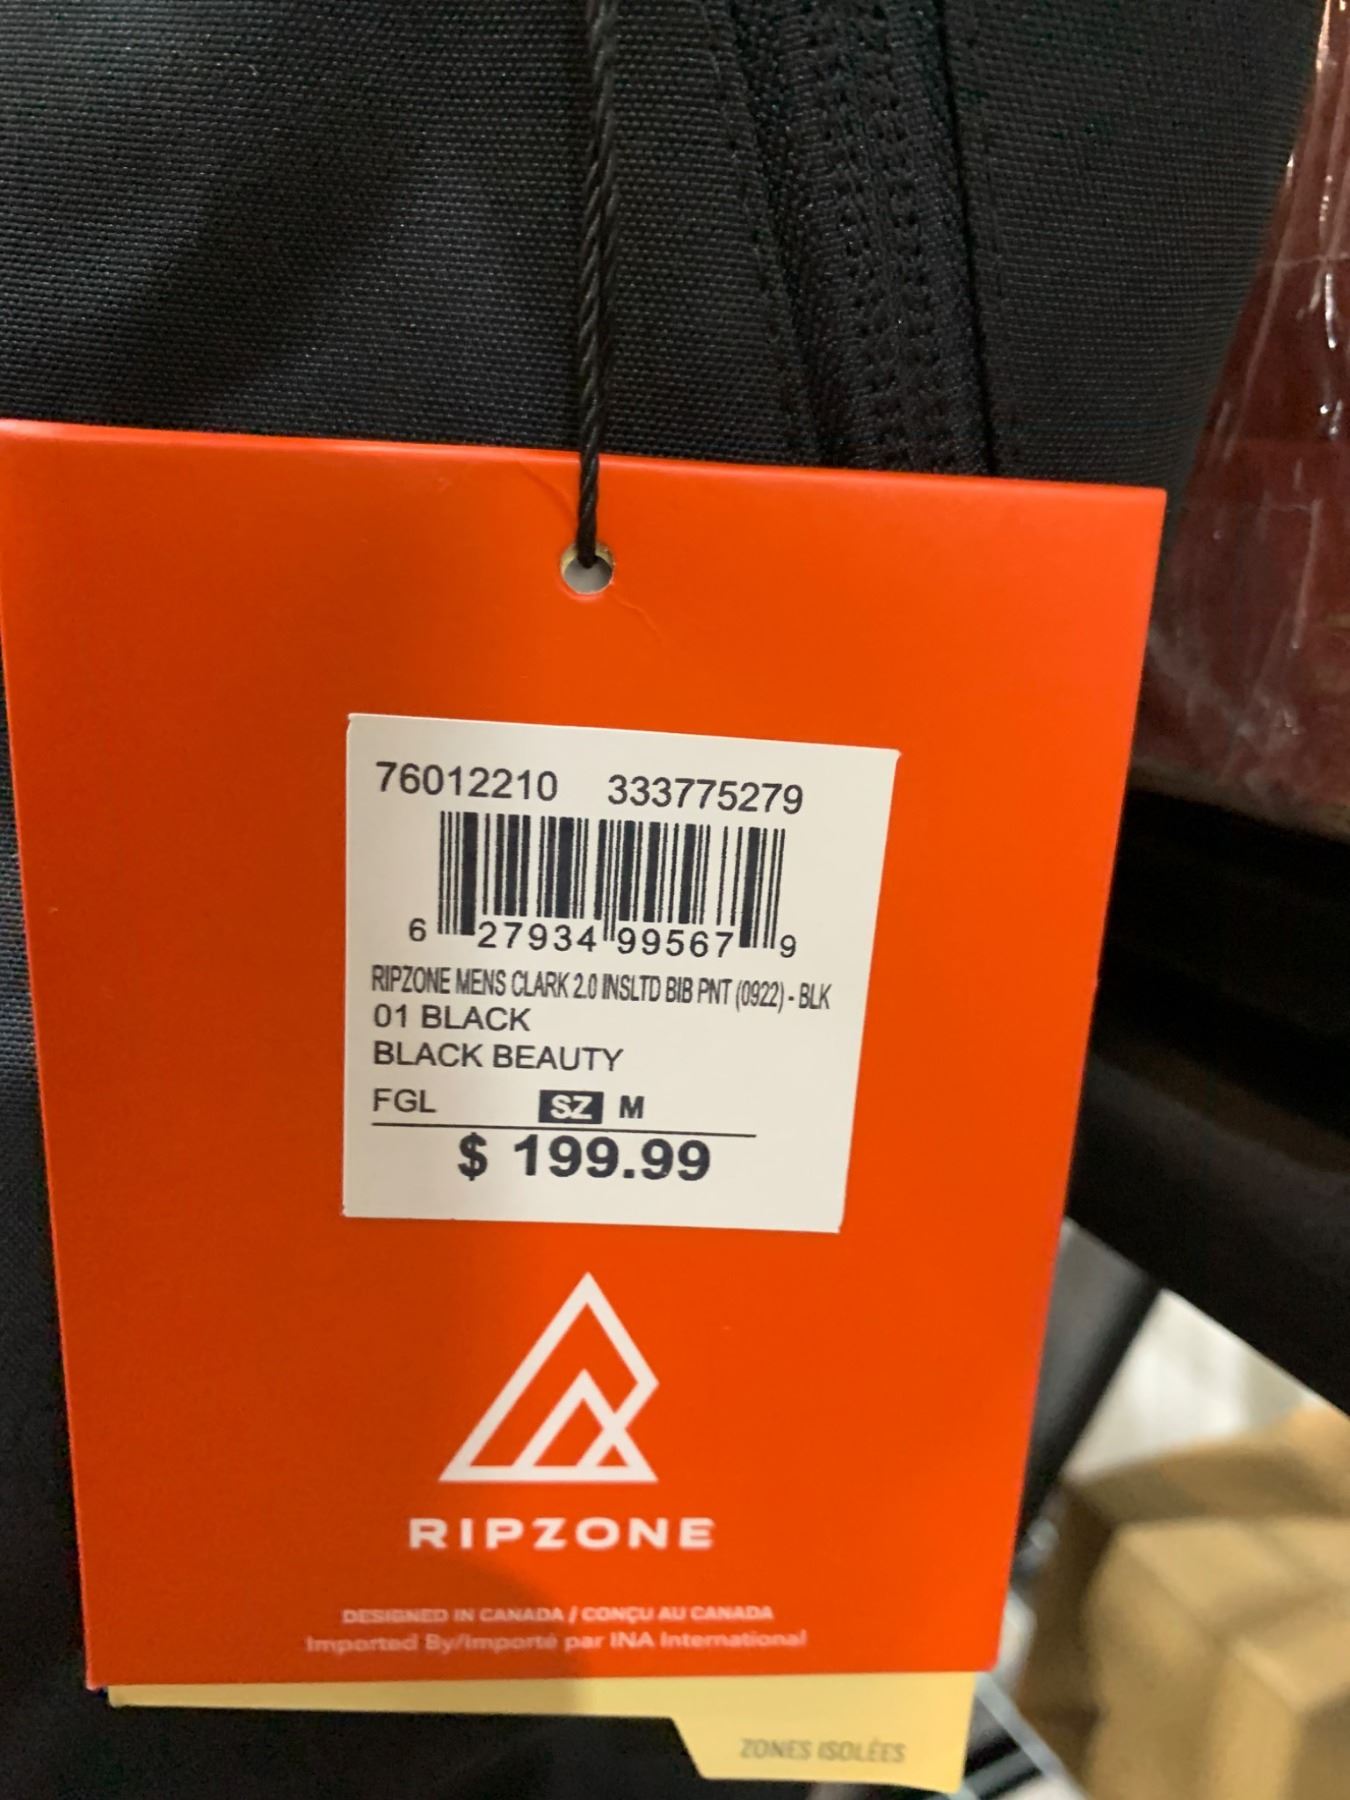 76012210 333775279
6 27934 99567 9
RIPZONE MENS CLARK 2.0 INSLTD BIB PNT (0922) - BLK
01 BLACK
BLACK BEAUTY
FGL SZ M
$ 199.99
RIPZONE
DESIGNED IN CANADA / CONÇU AU CANADA
Imported By/Importé par INA International
ZONES ISOLÉES